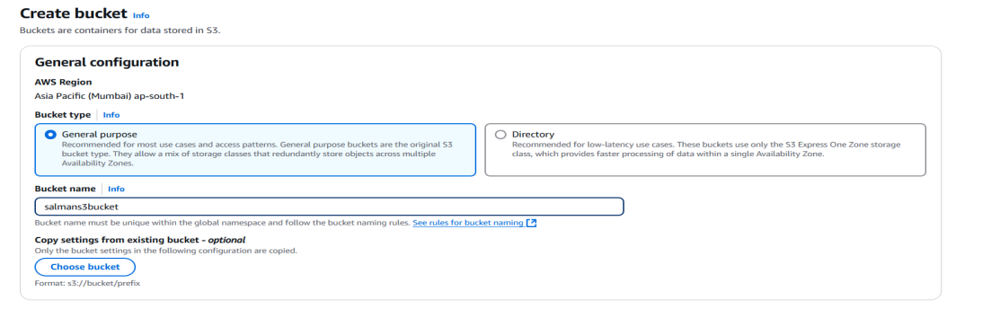 Create bucket Info
Buckets are containers for data stored in S3.
General configuration
AWS Region
Asia Pacific (Mumbai) ap-south-1
Bucket type Info
General purpose
Recommended for most use cases and access patterns. General purpose buckets are the original S3
bucket type. They allow a mix of storage classes that redundantly store objects across multiple
Availability Zones.
Directory
Recommended for low-latency use cases. These buckets use only the S3 Express One Zone storage
class, which provides faster processing of data within a single Availability Zone.
Bucket name Info
salmans3bucket
Bucket name must be unique within the global namespace and follow the bucket naming rules. See rules for bucket naming
Copy settings from existing bucket - optional
Only the bucket settings in the following configuration are copied.
Choose bucket
Format: s3://bucket/prefix